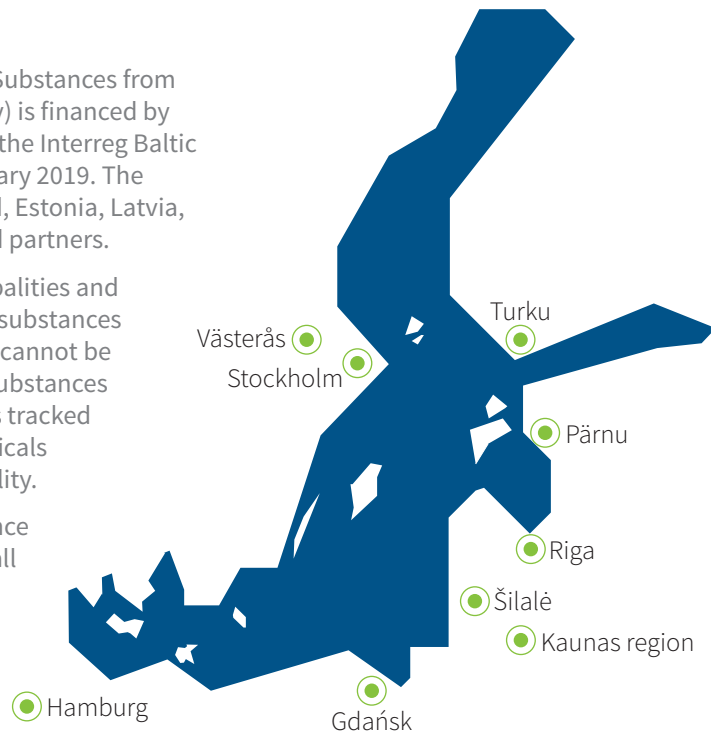 Substances from
) is financed by
the Interreg Baltic
ary 2019. The
, Estonia, Latvia,
partners.
palities and
substances
cannot be
ubstances
s tracked
icals
lity.
nce
all
Västerås
Stockholm
Turku
Pärnu
Riga
Šilalė
Kaunas region
Hamburg
Gdańsk